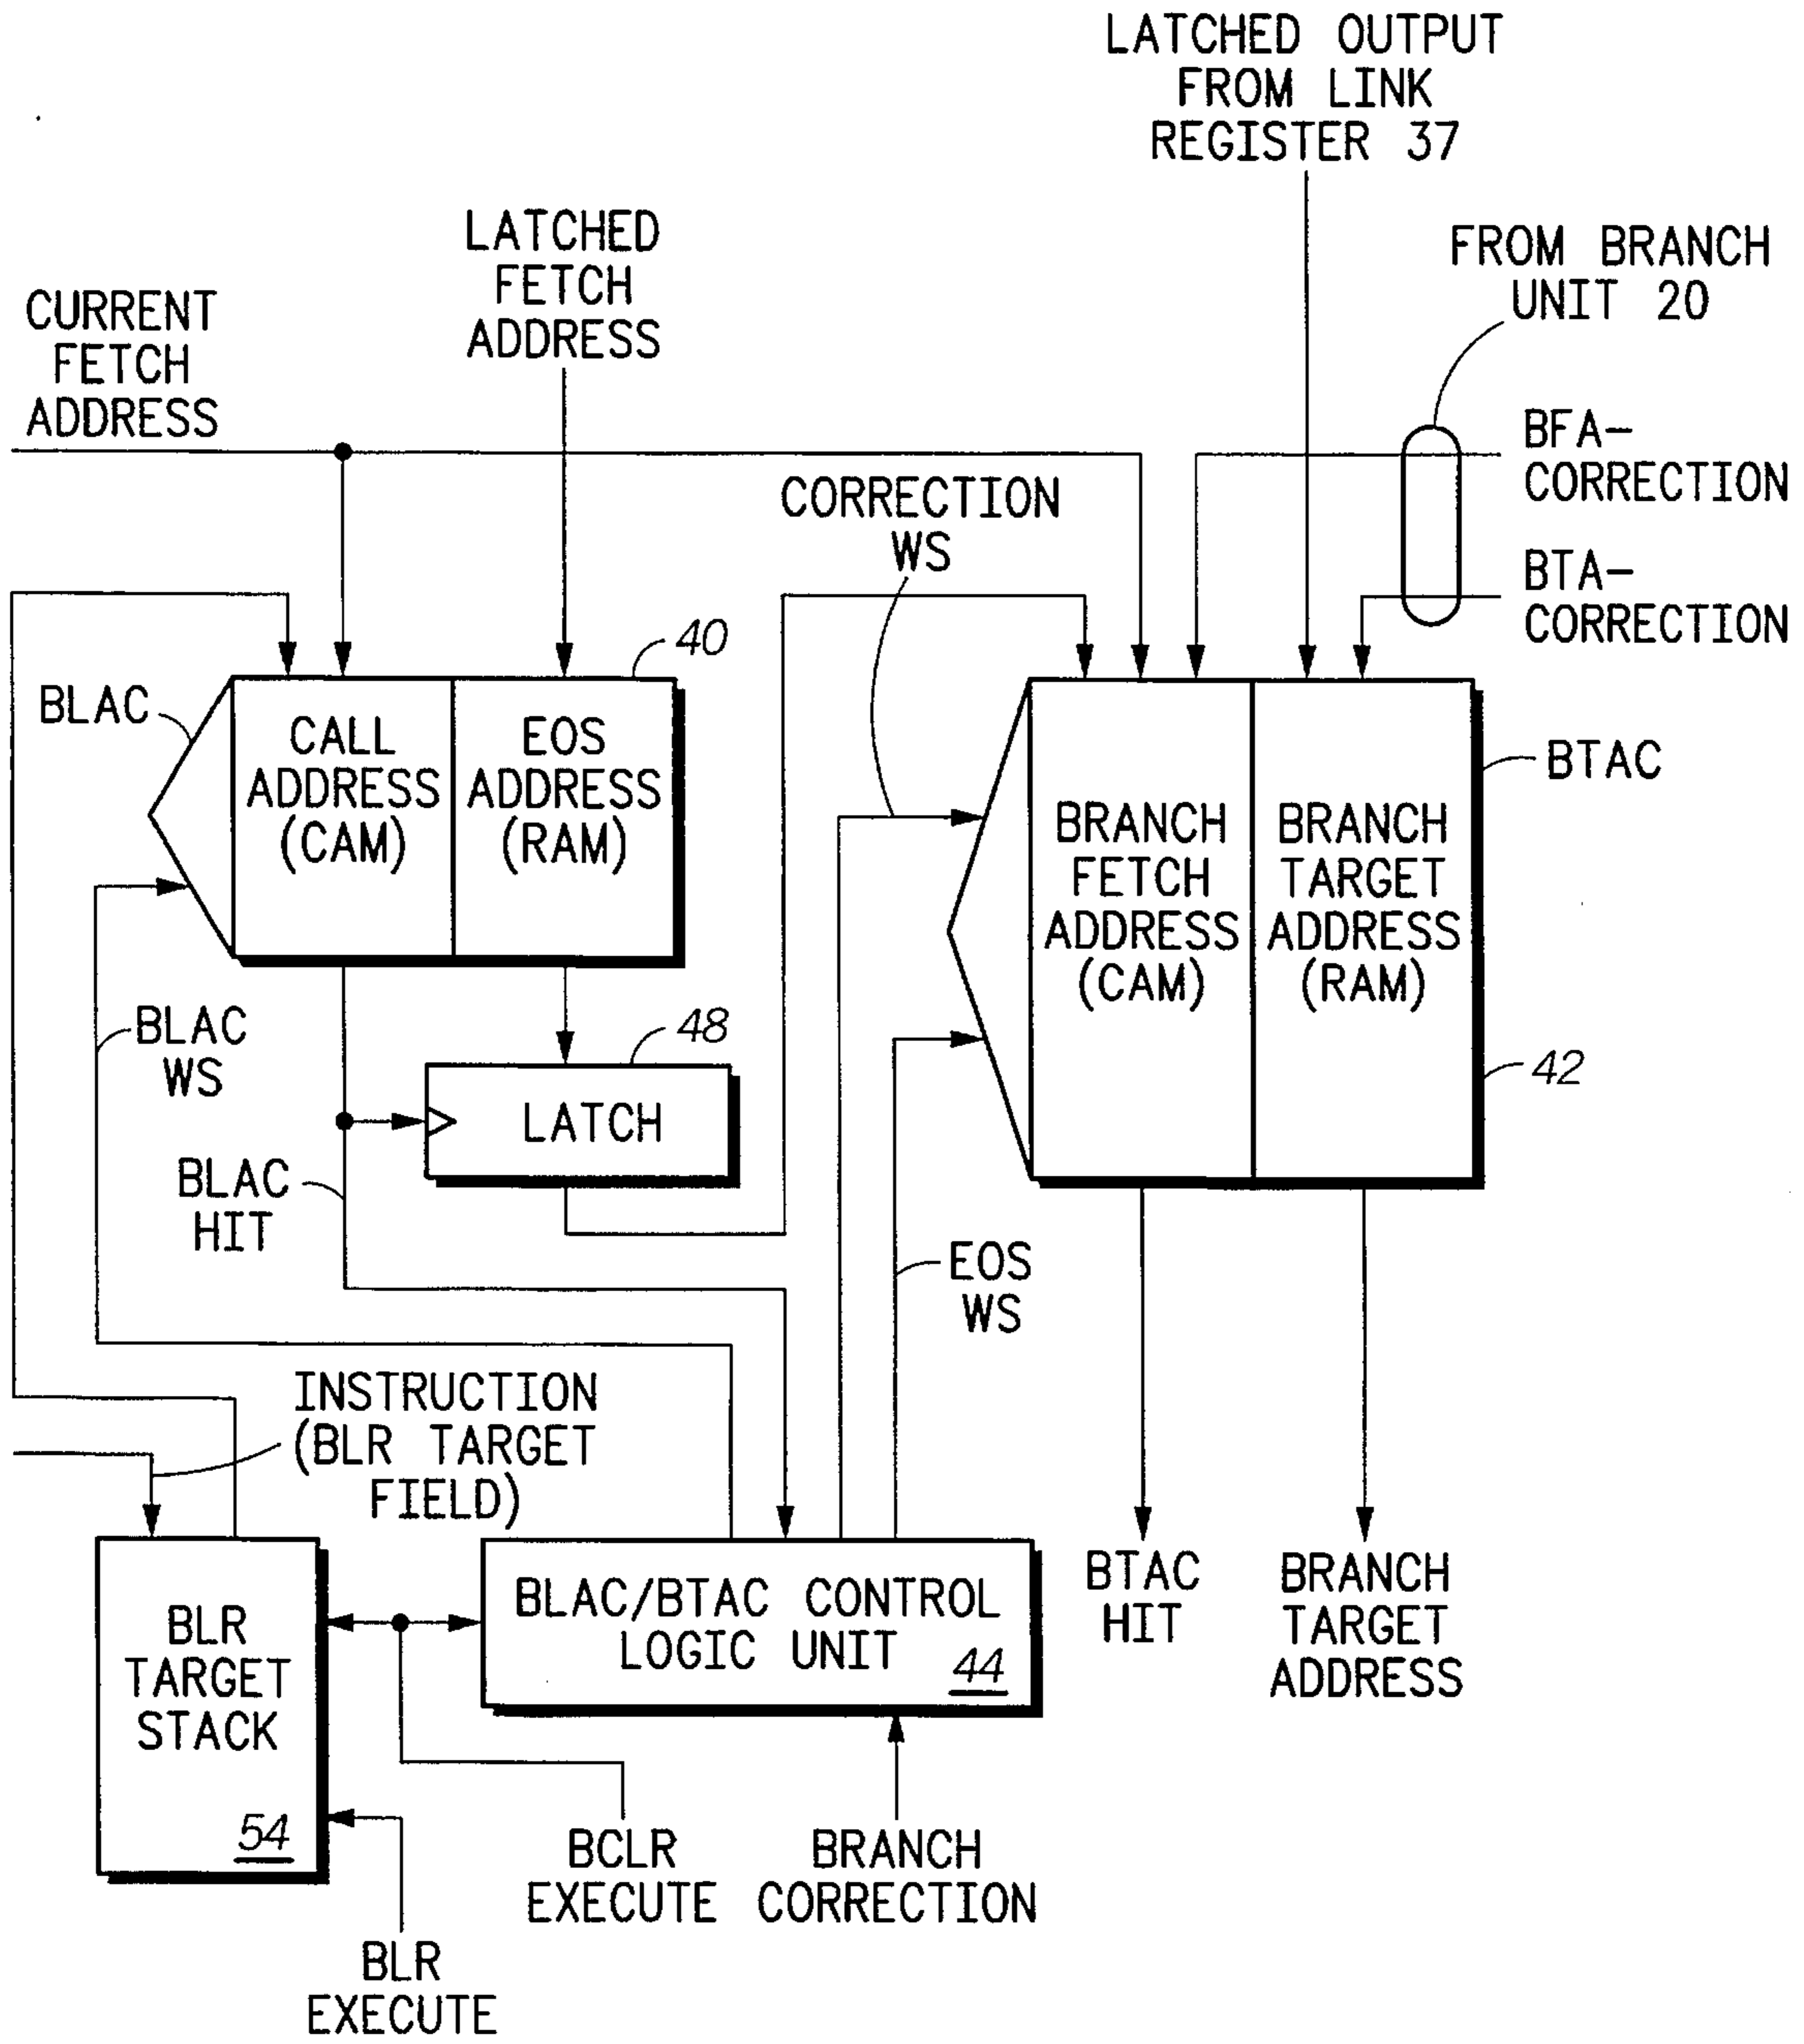 LATCHED OUTPUT
FROM LINK
REGISTER 37
LATCHED
FETCH
ADDRESS
FROM BRANCH
UNIT 20
CURRENT
FETCH
ADDRESS
BFA-
CORRECTION
CORRECTION
WS
BTA-
CORRECTION
40
BLAC
CALL
ADDRESS
(CAM)
EOS
ADDRESS
(RAM)
BTAC
BRANCH
FETCH
ADDRESS
(CAM)
BRANCH
TARGET
ADDRESS
(RAM)
BLAC
WS
48
LATCH
42
BLAC
HIT
EOS
WS
INSTRUCTION
(BLR TARGET
FIELD)
BLR
TARGET
STACK
54
BLAC/BTAC CONTROL
LOGIC UNIT
44
BTAC
HIT
BRANCH
TARGET
ADDRESS
BCLR
EXECUTE
BRANCH
CORRECTION
BLR
EXECUTE